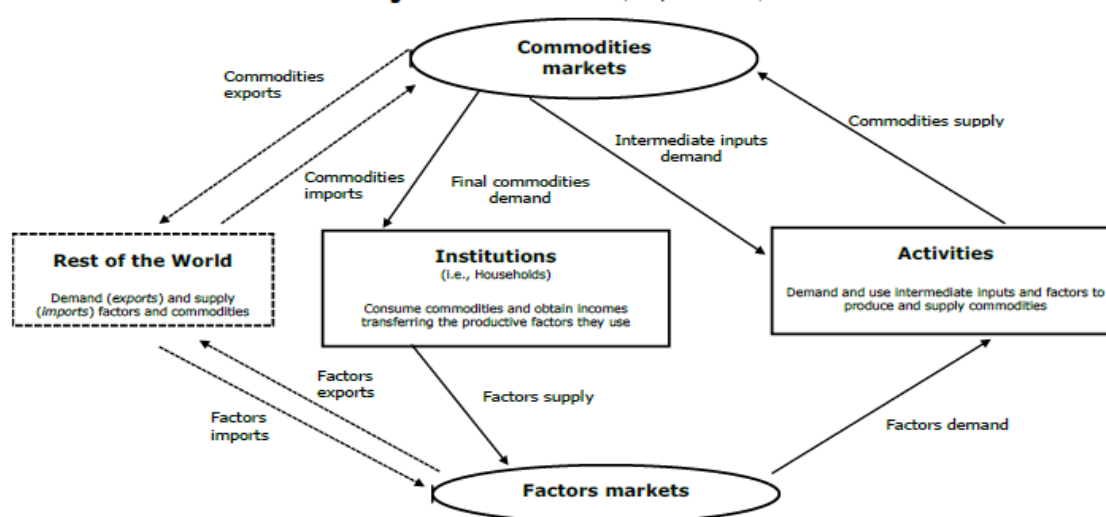 Commodities
markets
Commodities
exports
Commodities supply
Intermediate inputs
demand
Commodities
imports
Final commodities
demand
Rest of the World
Demand (exports) and supply
(imports) factors and commodities
Institutions
(i.e., Households)
Consume commodities and obtain incomes
transferring the productive factors they use
Activities
Demand and use intermediate inputs and factors to
produce and supply commodities
Factors
exports
Factors
imports
Factors supply
Factors demand
Factors markets